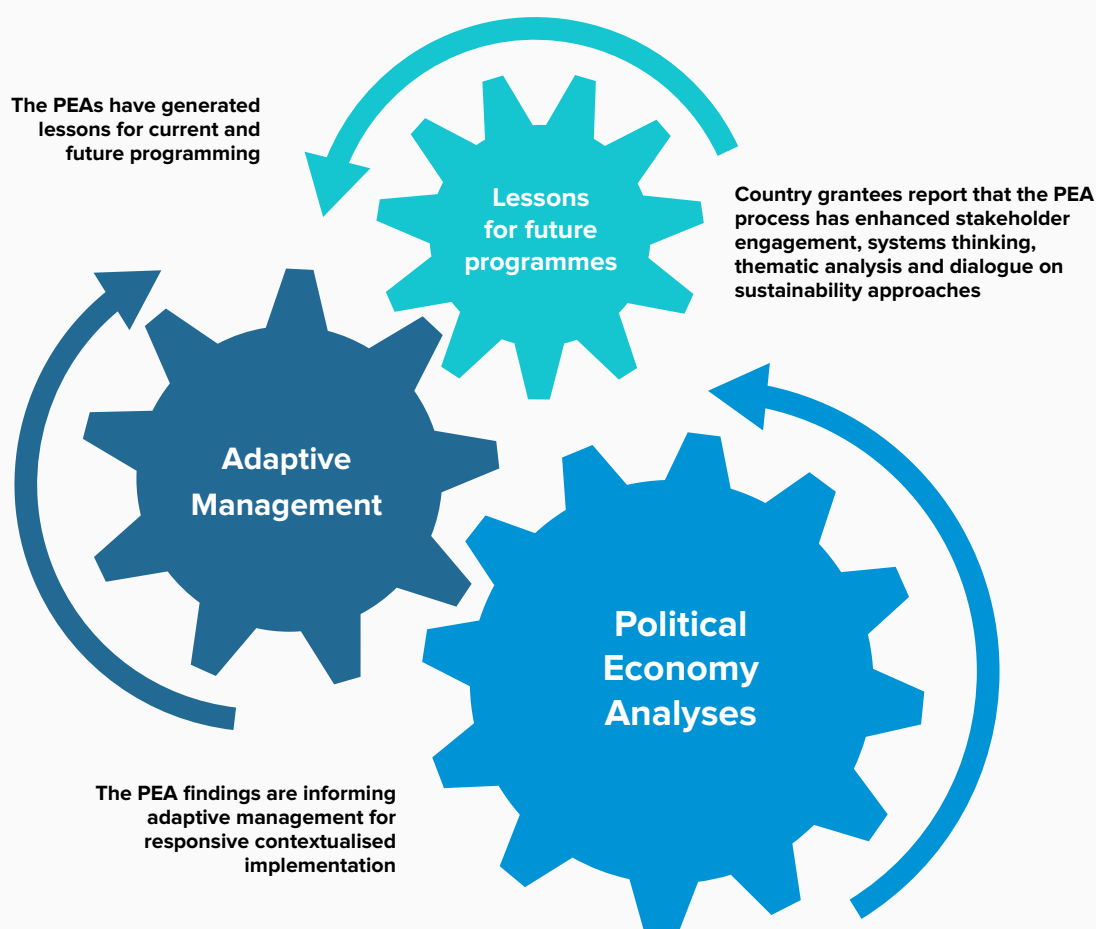 The PEAs have generated
lessons for current and
future programming
Lessons
for future
programmes
Country grantees report that the PEA
process has enhanced stakeholder
engagement, systems thinking,
thematic analysis and dialogue on
sustainability approaches
Adaptive
Management
Political
Economy
Analyses
The PEA findings are informing
adaptive management for
responsive contextualised
implementation